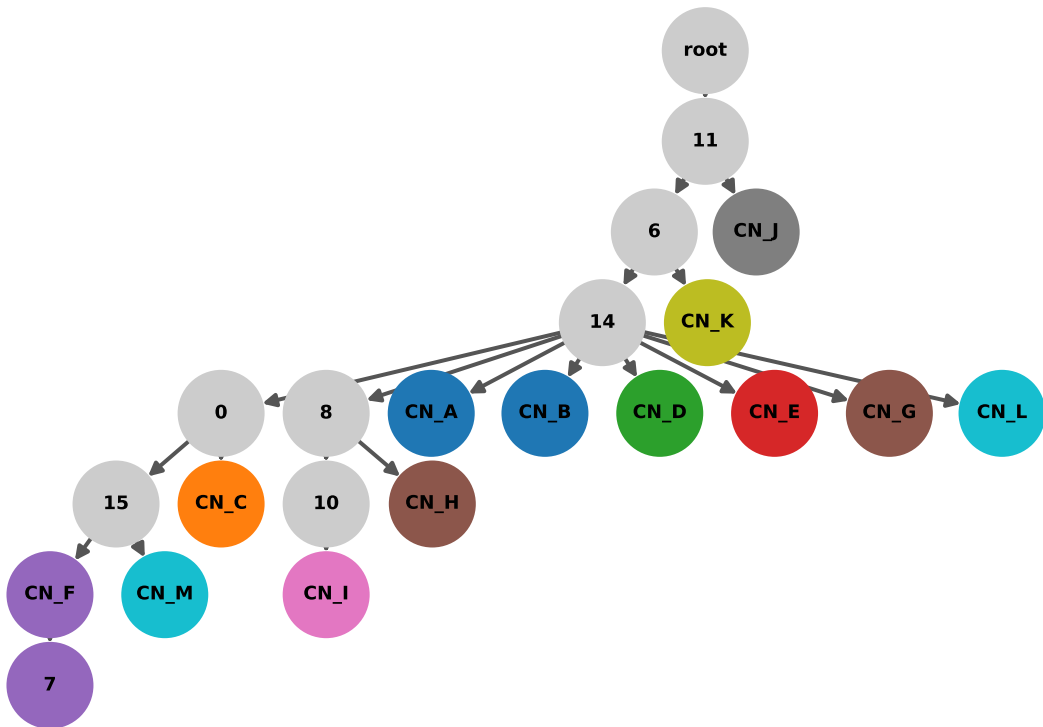 root
11
6
CN_J
14
CN_K
0
8
CN_A
CN_B
CN_D
CN_E
CN_G
CN_L
15
CN_C
10
CN_H
CN_F
CN_M
CN_I
7